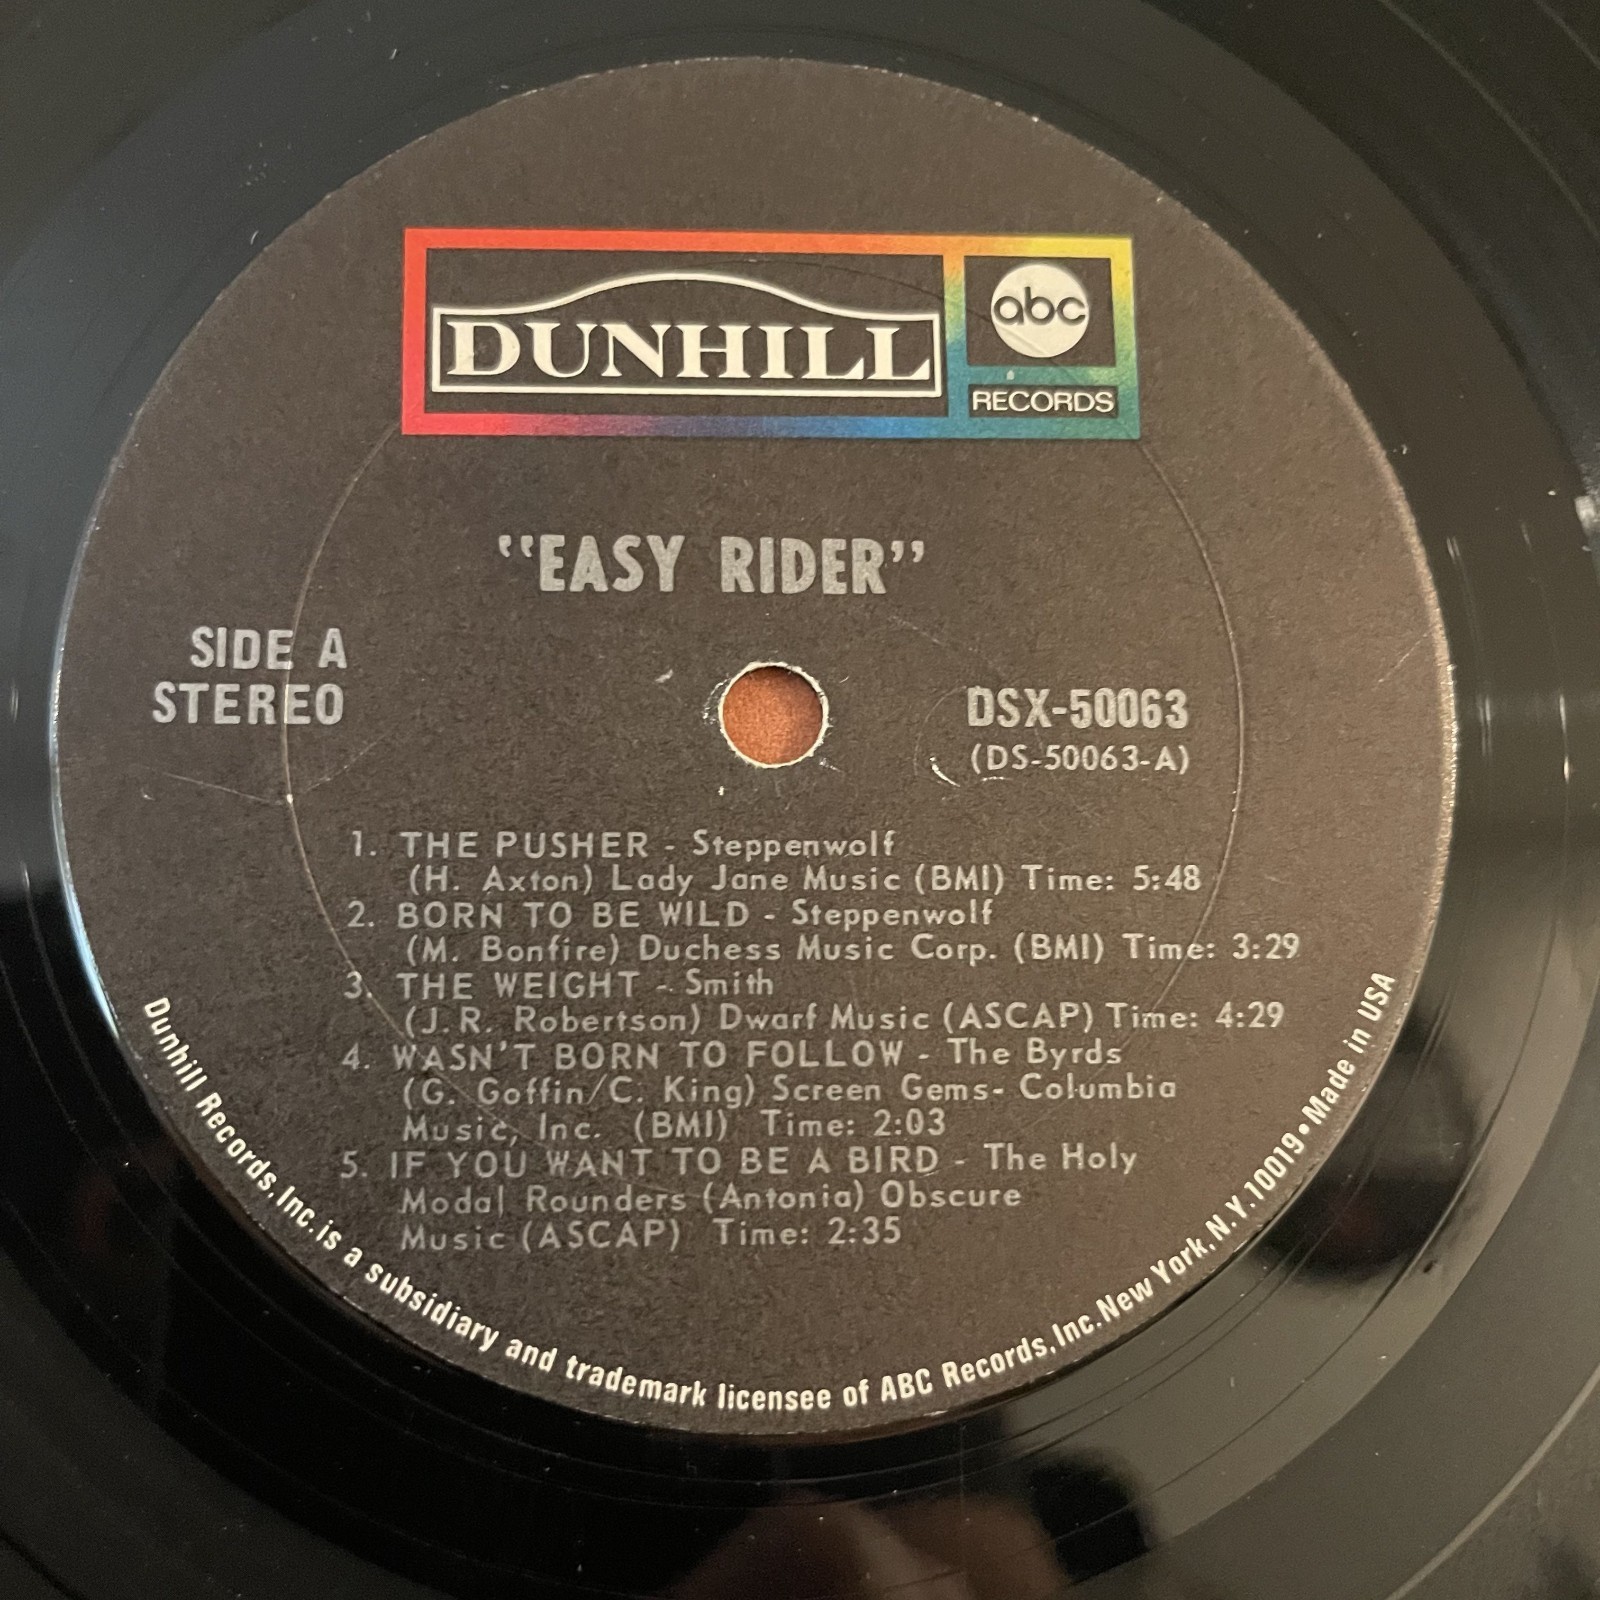 DUNHILL
abc
RECORDS
"EASY RIDER"
SIDE A
STEREO
DSX-50063
(DS-50063-A)
1. THE PUSHER - Steppenwolf
(H. Axton) Lady Jane Music (BMI) Time: 5:48
2. BORN TO BE WILD - Steppenwolf
(M. Bonfire) Duchess Music Corp. (BMI) Time: 3:29
3. THE WEIGHT - Smith
(J.R. Robertson) Dwarf Music (ASCAP) Time: 4:29
4. WASN'T BORN TO FOLLOW - The Byrds
(G. Goffin/C. King) Screen Gems- Columbia
Music, Inc. (BMI) Time: 2:03
5. IF YOU WANT TO BE A BIRD - The Holy
Modal Rounders (Antonia) Obscure
Music (ASCAP) Time: 2:35
Dunhill Records, Inc. is a subsidiary and trademark licensee of ABC Records, Inc. New York, N.Y. 10019 • Made in USA